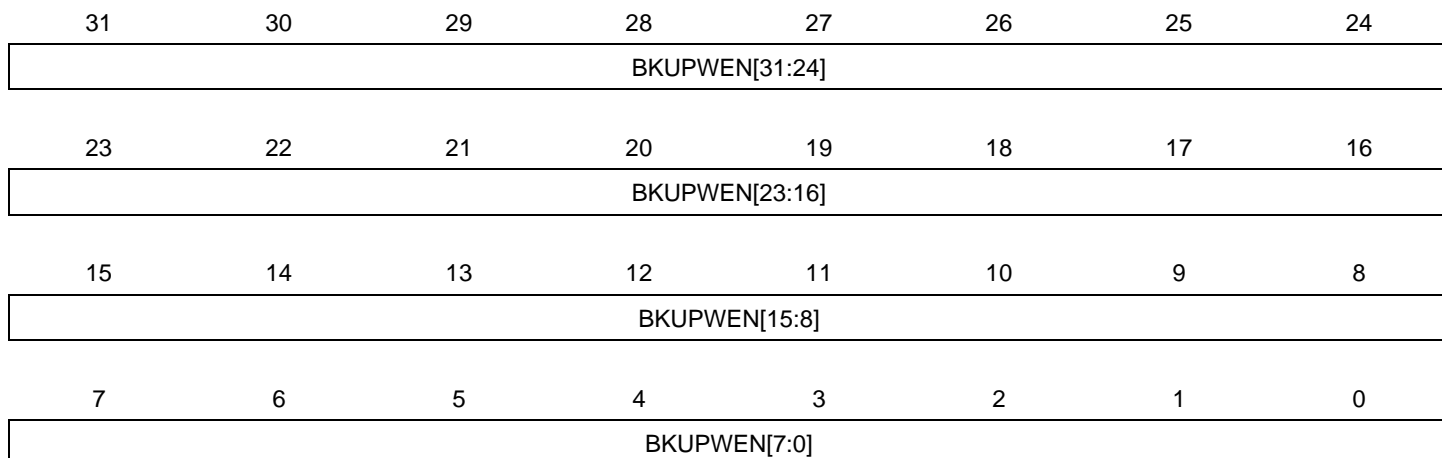 31 30 29 28 27 26 25 24
BKUPWEN[31:24]
23 22 21 20 19 18 17 16
BKUPWEN[23:16]
15 14 13 12 11 10 9 8
BKUPWEN[15:8]
7 6 5 4 3 2 1 0
BKUPWEN[7:0]